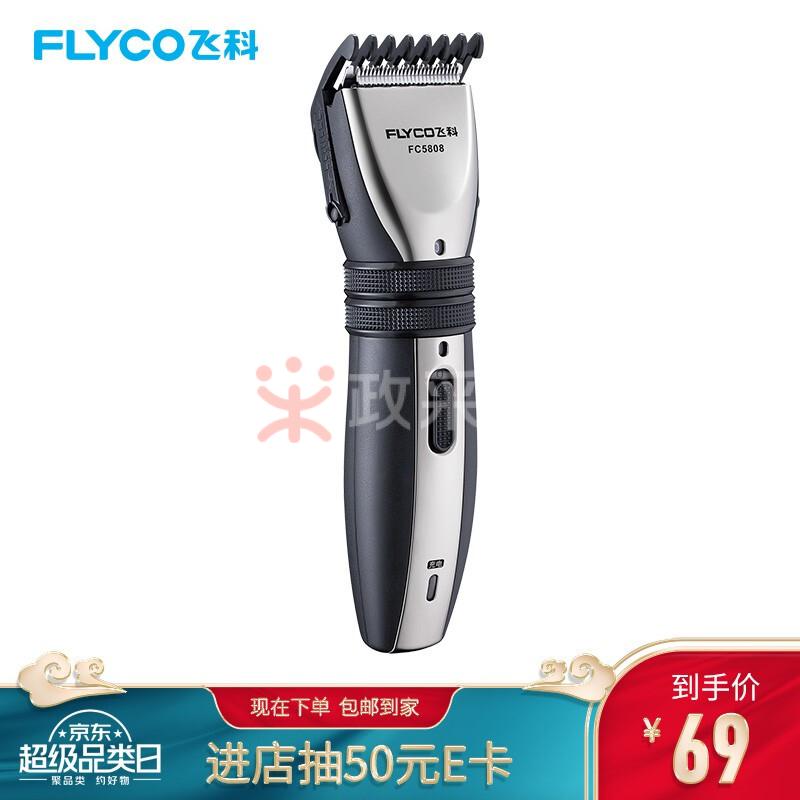 FLYCO飞科
FLYCO飞科
FC5808
政采
充电
现在下单 包邮到家
京东
超级品类日
聚品类 约好物
进店抽50元E卡
到手价
¥69